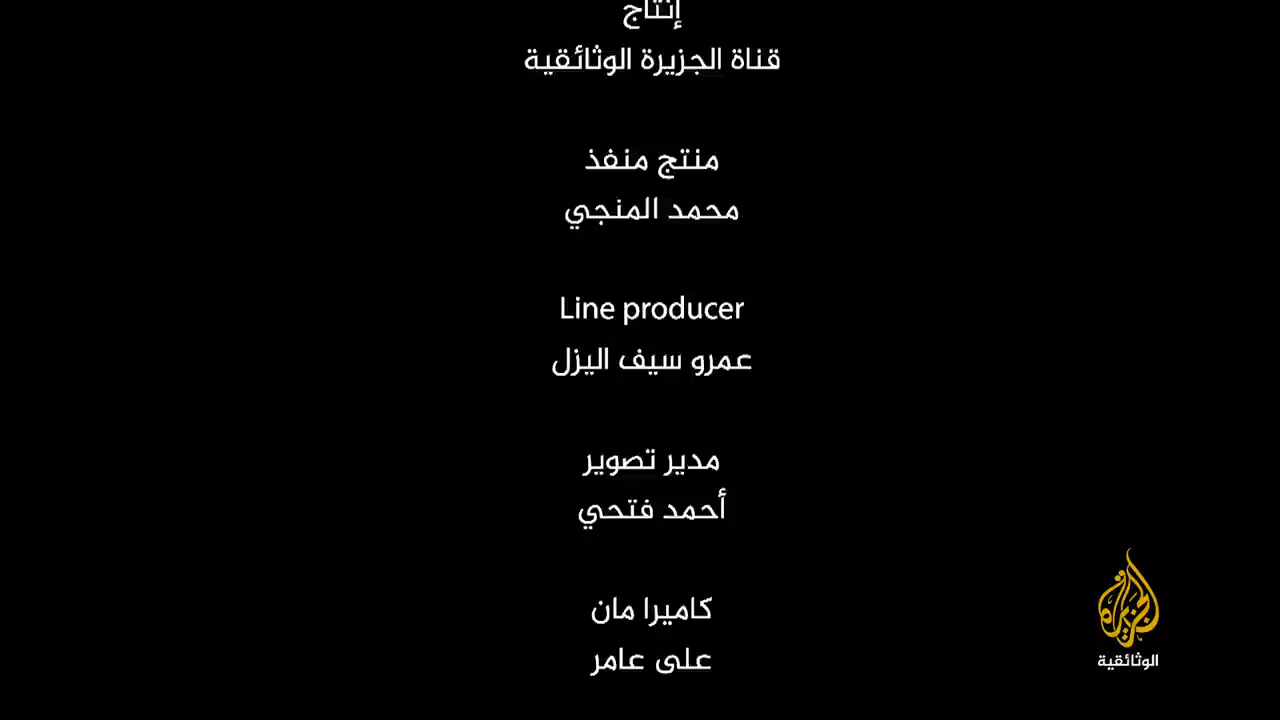 إنتاج
قناة الجزيرة الوثائقية
منتج منفذ
محمد المنجي
Line producer
عمرو سيف اليزل
مدير تصوير
أحمد فتحي
كاميرا مان
على عامر
الجزيرة
الوثائقية